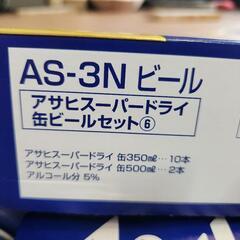 AS-3N ビール
アサヒスーパードライ
缶ビールセット⑥
アサヒスーパードライ 缶350㎖…10本
アサヒスーパードライ 缶500㎖…2本
アルコール分 5%